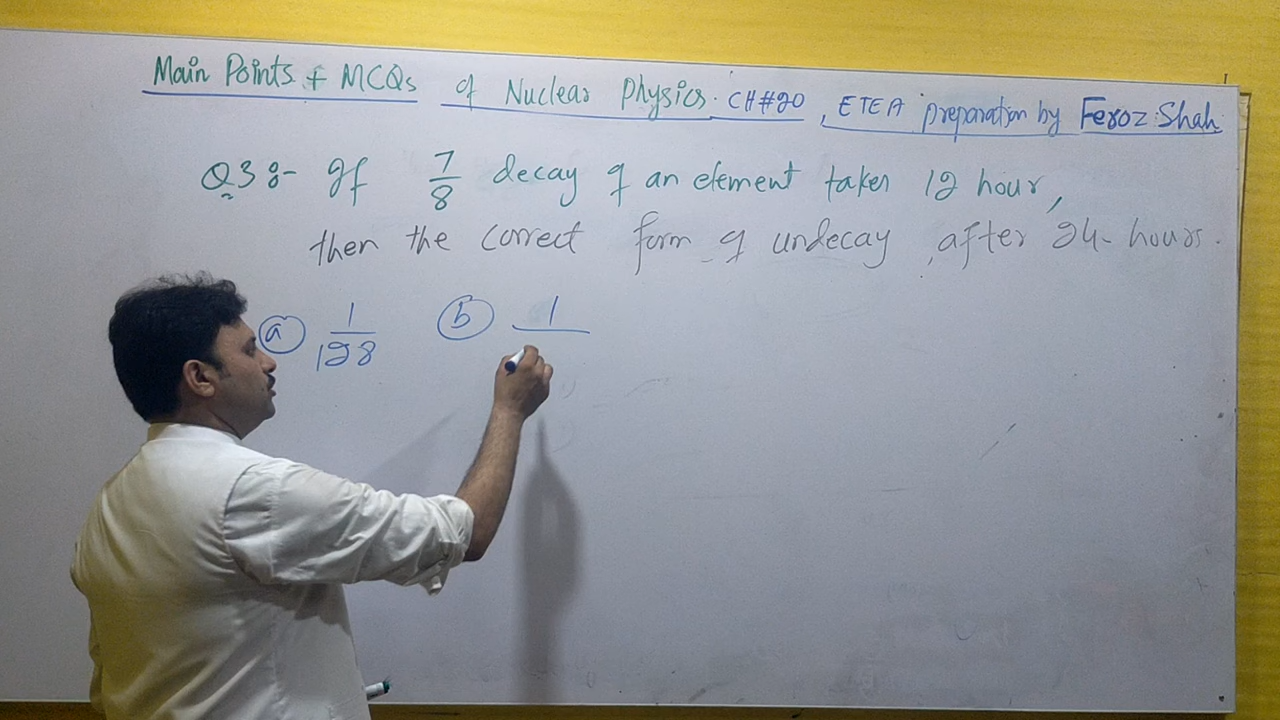 Main Points + MCQs of Nuclear Physics. CH#20, ETEA preparation by Feroz Shah
Q3:- If 7/8 decay of an element takes 12 hour,
then the correct form of undecay after 24 hours.
(a) 1/128 (b) 1/